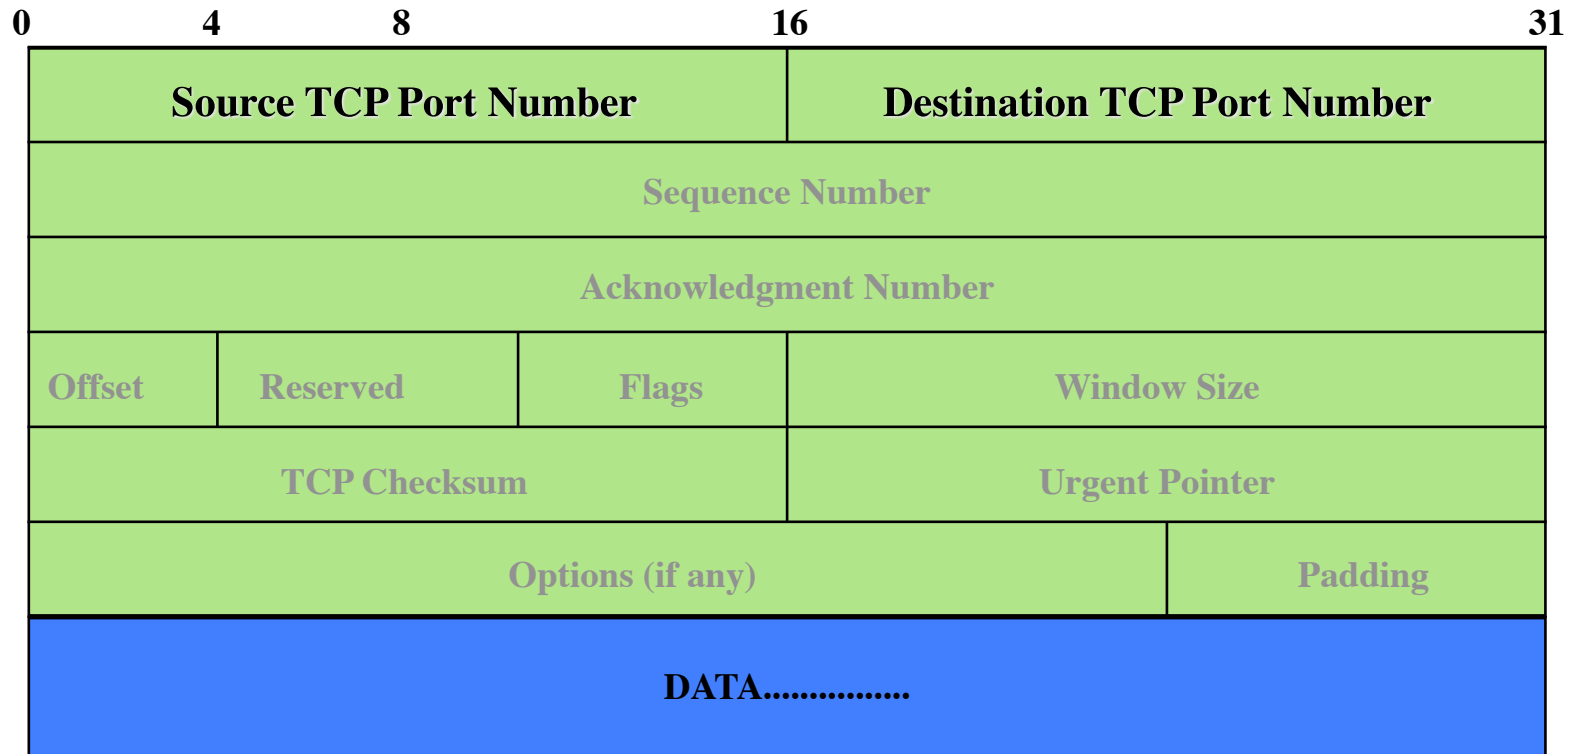 0 4 8 16 31
Source TCP Port Number Destination TCP Port Number
Sequence Number
Acknowledgment Number
Offset Reserved Flags Window Size
TCP Checksum Urgent Pointer
Options (if any) Padding
DATA................